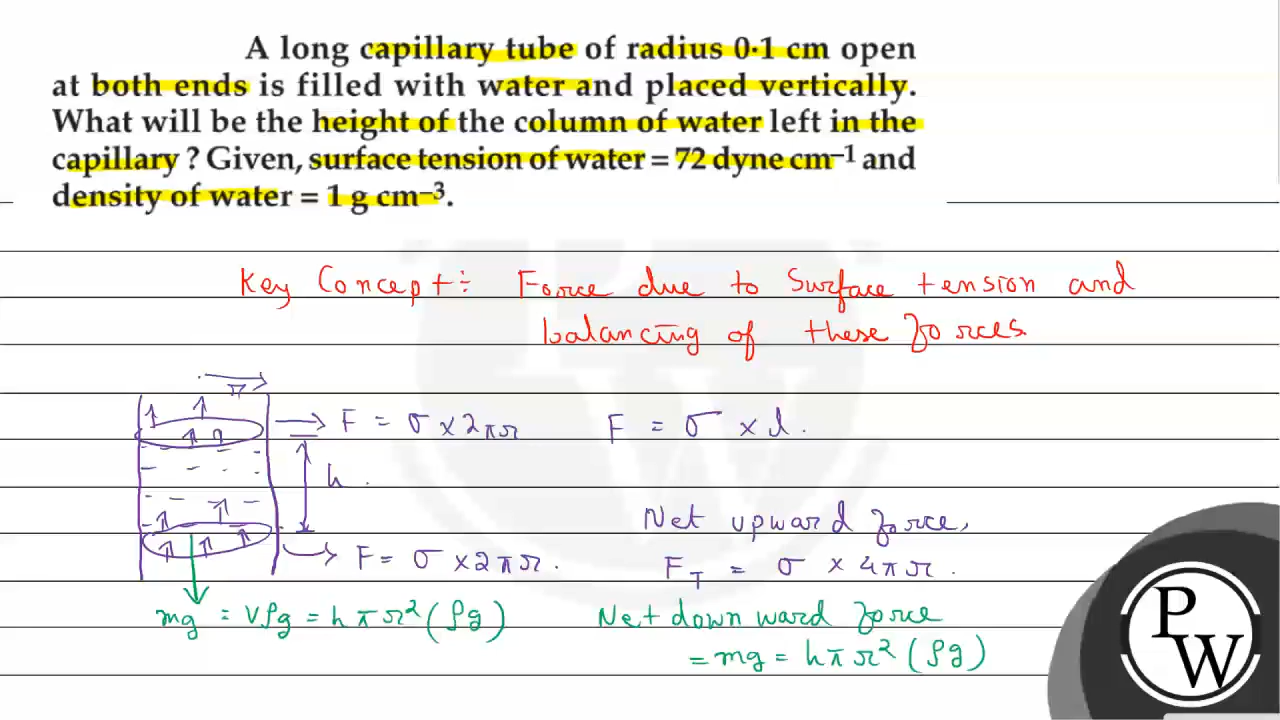 A long capillary tube of radius 0·1 cm open
at both ends is filled with water and placed vertically.
What will be the height of the column of water left in the
capillary ? Given, surface tension of water = 72 dyne cm⁻¹ and
density of water = 1 g cm⁻³.
Key Concept ÷ Force due to Surface tension and
balancing of these forces.
F = σ × 2πr
F = σ × l.
h
Net upward force,
F = σ × 2πr.
F_T = σ × 4πr.
mg = Vρg = hπr²(ρg)
Net downward force
= mg = hπr²(ρg)
P
W